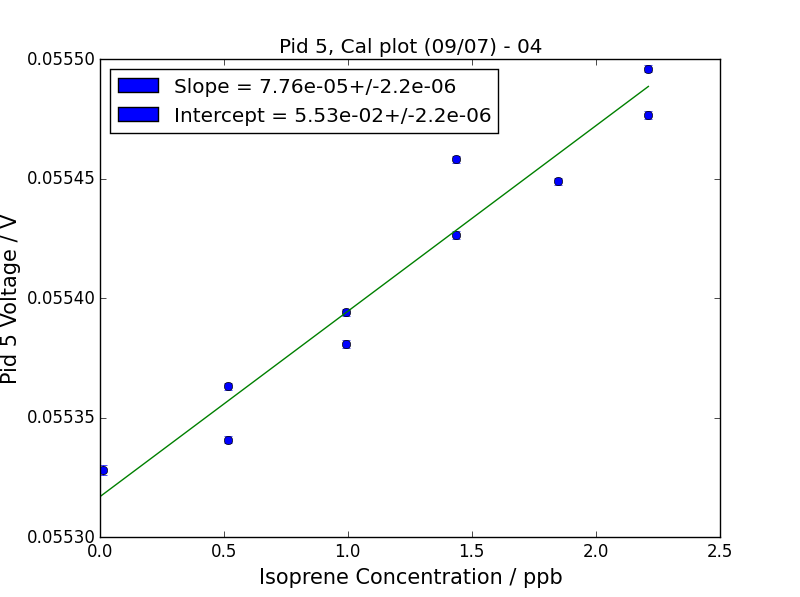 Pid 5, Cal plot (09/07) - 04
Slope = 7.76e-05+/-2.2e-06
Intercept = 5.53e-02+/-2.2e-06
Pid 5 Voltage / V
0.05550
0.05545
0.05540
0.05535
0.05530
0.0 0.5 1.0 1.5 2.0 2.5
Isoprene Concentration / ppb